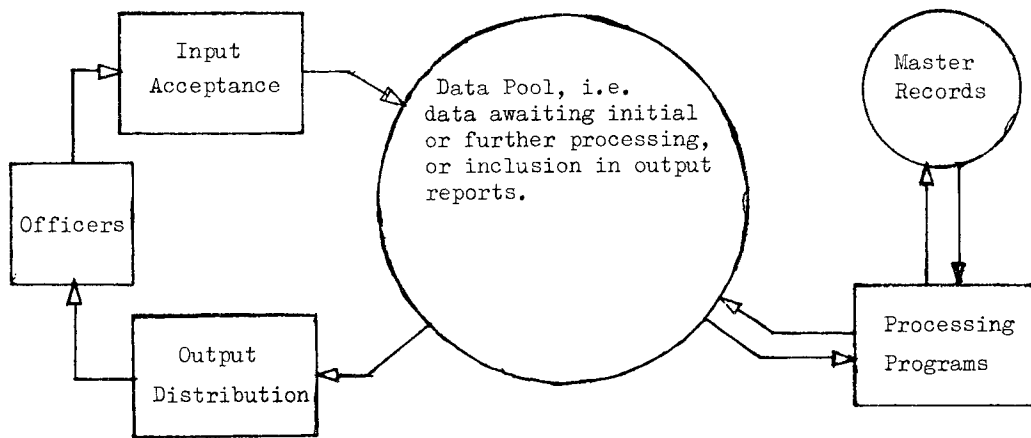 Input
Acceptance
Data Pool, i.e.
data awaiting initial
or further processing,
or inclusion in output
reports.
Master
Records
Officers
Output
Distribution
Processing
Programs